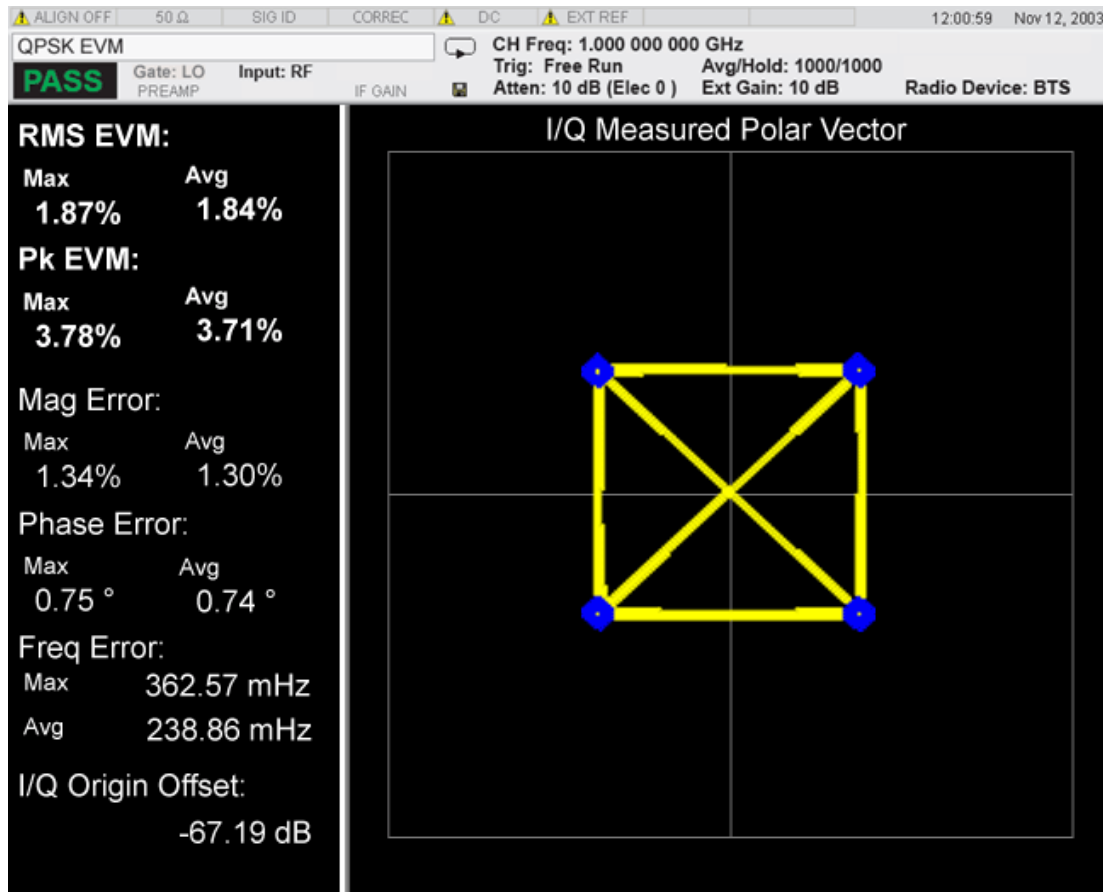 ALIGN OFF 50 Ω SIG ID CORREC DC EXT REF 12:00:59 Nov 12, 2003
QPSK EVM
PASS
Gate: LO Input: RF
PREAMP IF GAIN
CH Freq: 1.000 000 000 GHz
Trig: Free Run Avg/Hold: 1000/1000
Atten: 10 dB (Elec 0 ) Ext Gain: 10 dB Radio Device: BTS
RMS EVM:
Max Avg
1.87% 1.84%
Pk EVM:
Max Avg
3.78% 3.71%
Mag Error:
Max Avg
1.34% 1.30%
Phase Error:
Max Avg
0.75 ° 0.74 °
Freq Error:
Max 362.57 mHz
Avg 238.86 mHz
I/Q Origin Offset:
-67.19 dB
I/Q Measured Polar Vector